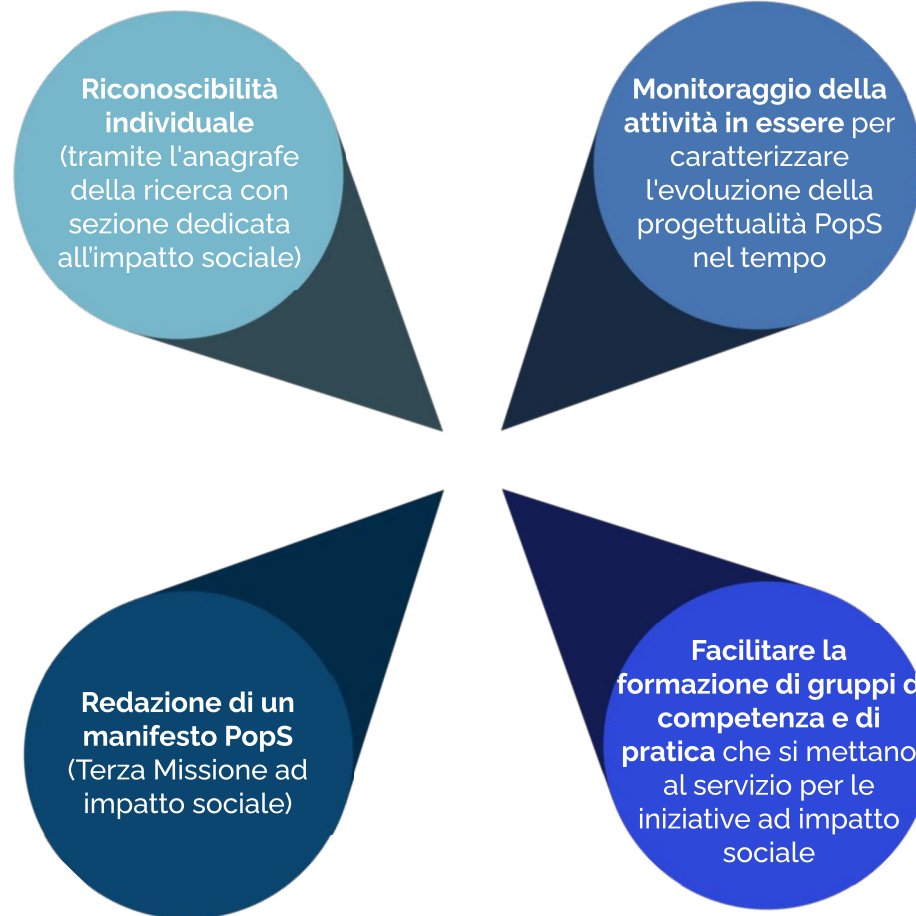 Riconoscibilità
individuale
(tramite l'anagrafe
della ricerca con
sezione dedicata
all'impatto sociale)
Monitoraggio della
attività in essere per
caratterizzare
l'evoluzione della
progettualità PopS
nel tempo
Redazione di un
manifesto PopS
(Terza Missione ad
impatto sociale)
Facilitare la
formazione di gruppi d
competenza e di
pratica che si mettano
al servizio per le
iniziative ad impatto
sociale